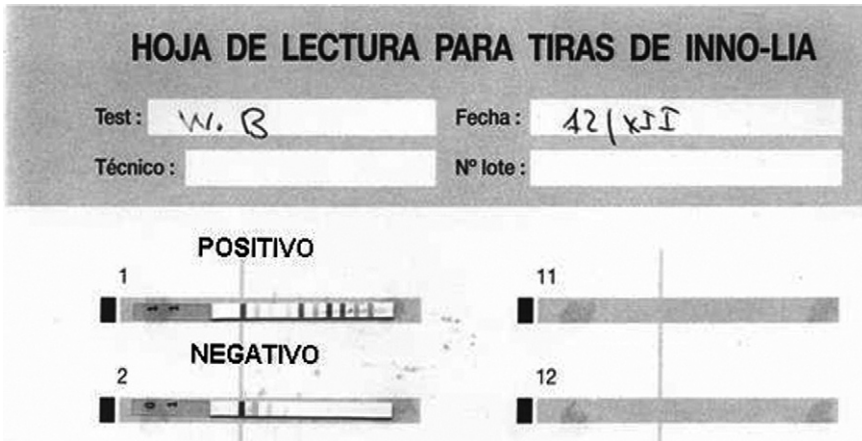 HOJA DE LECTURA PARA TIRAS DE INNO-LIA
Test : W. B
Fecha : 12/XII
Técnico :
Nº lote :
POSITIVO
1
11
NEGATIVO
2
12